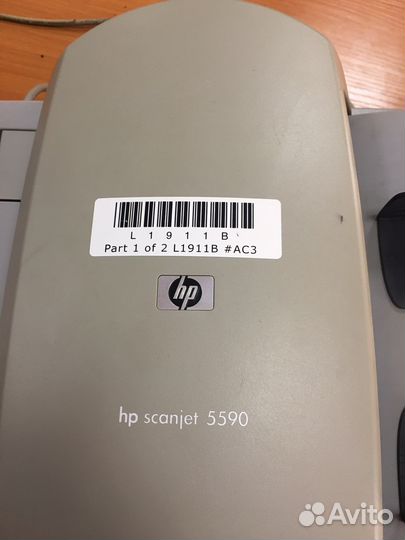 L 1 9 1 1 B
Part 1 of 2 L1911B #AC3
hp
hp scanjet 5590
Avito